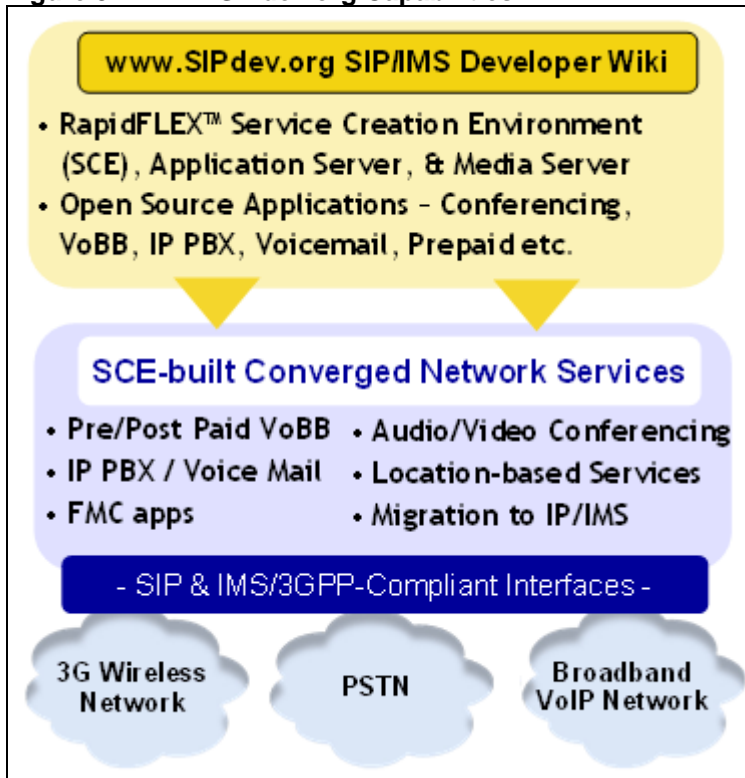 www.SIPdev.org SIP/IMS Developer Wiki
• RapidFLEX™ Service Creation Environment
(SCE), Application Server, & Media Server
• Open Source Applications – Conferencing,
VoBB, IP PBX, Voicemail, Prepaid etc.
SCE-built Converged Network Services
• Pre/Post Paid VoBB
• IP PBX / Voice Mail
• FMC apps
• Audio/Video Conferencing
• Location-based Services
• Migration to IP/IMS
- SIP & IMS/3GPP-Compliant Interfaces -
3G Wireless
Network
PSTN
Broadband
VoIP Network